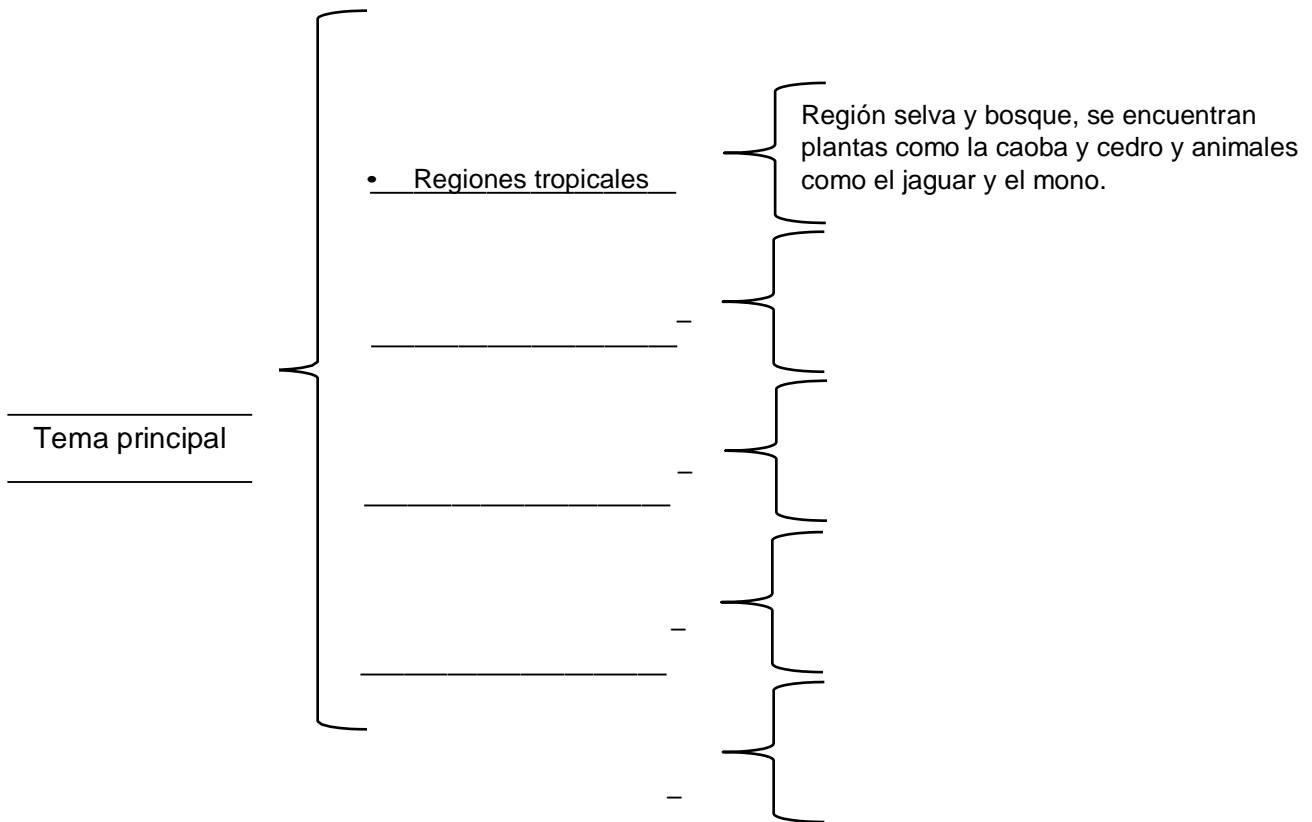 Región selva y bosque, se encuentran
plantas como la caoba y cedro y animales
como el jaguar y el mono.
• Regiones tropicales
Tema principal